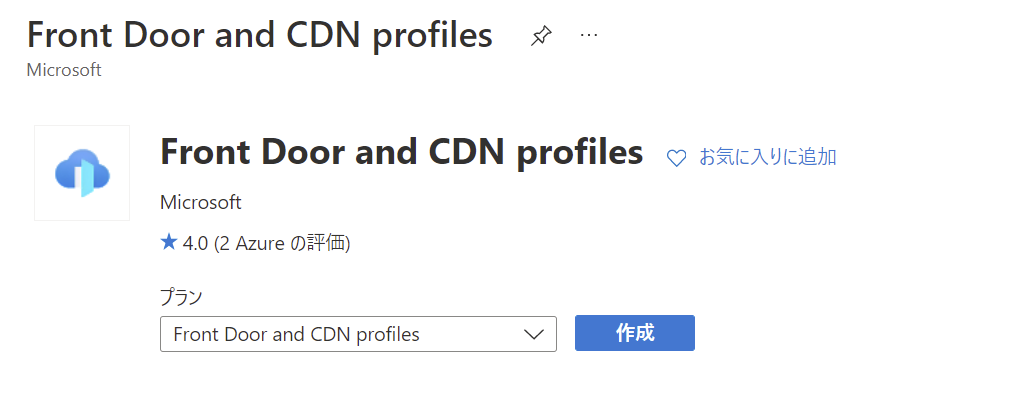 Front Door and CDN profiles
Microsoft
Front Door and CDN profiles お気に入りに追加
Microsoft
4.0 (2 Azure の評価)
プラン
Front Door and CDN profiles 作成